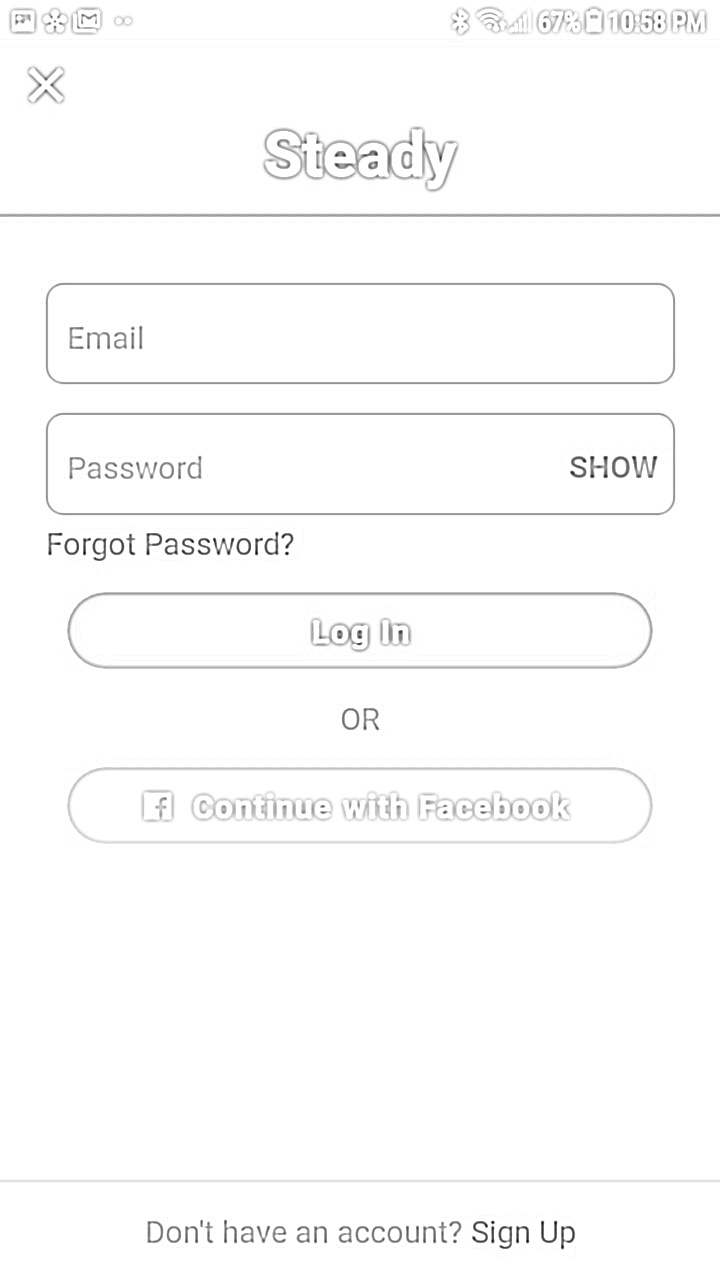 67% 10:58 PM
Steady
Email
Password SHOW
Forgot Password?
Log In
OR
Continue with Facebook
Don't have an account? Sign Up